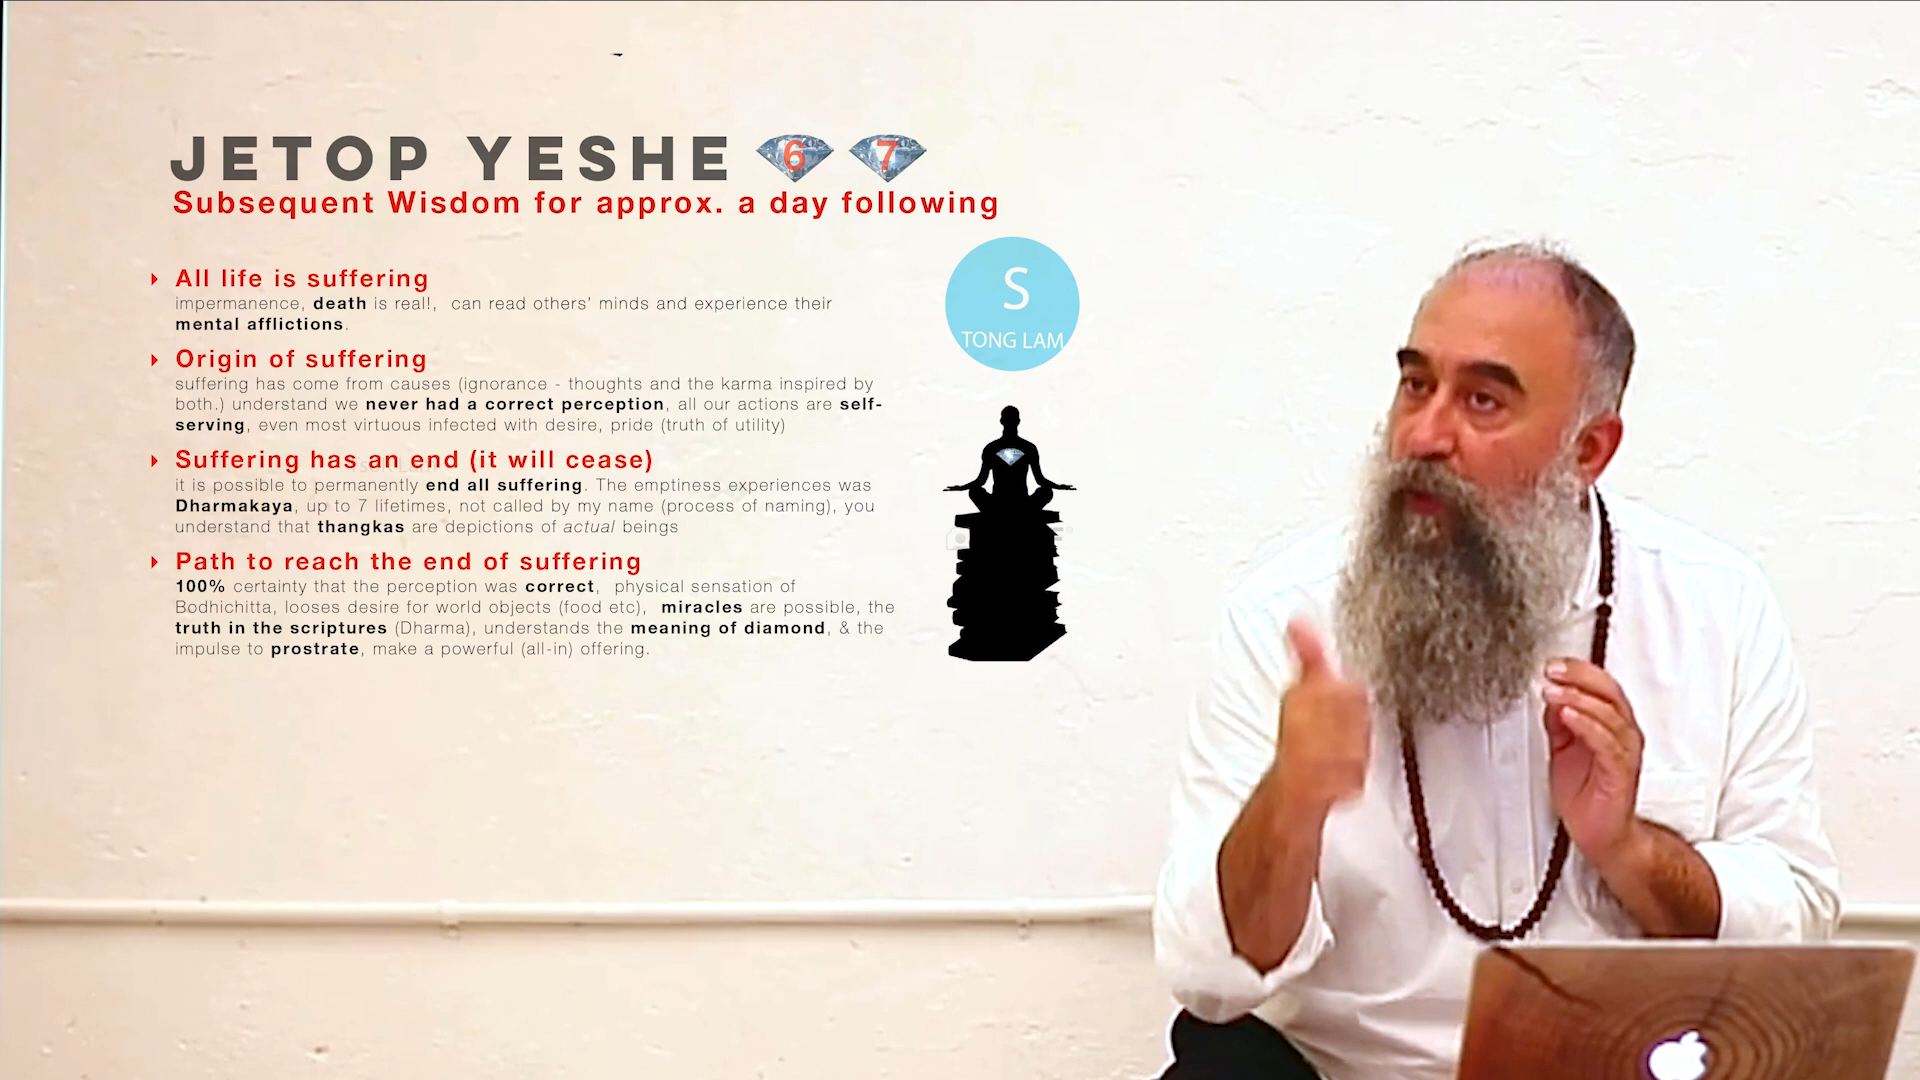 JETOP YESHE 6 7
Subsequent Wisdom for approx. a day following
All life is suffering
impermanence, death is real!, can read others' minds and experience their
mental afflictions.
Origin of suffering
suffering has come from causes (ignorance - thoughts and the karma inspired by
both.) understand we never had a correct perception, all our actions are self-
serving, even most virtuous infected with desire, pride (truth of utility)
Suffering has an end (it will cease)
it is possible to permanently end all suffering. The emptiness experiences was
Dharmakaya, up to 7 lifetimes, not called by my name (process of naming), you
understand that thangkas are depictions of actual beings
Path to reach the end of suffering
100% certainty that the perception was correct, physical sensation of
Bodhichitta, looses desire for world objects (food etc), miracles are possible, the
truth in the scriptures (Dharma), understands the meaning of diamond, & the
impulse to prostrate, make a powerful (all-in) offering.
S
TONG LAM